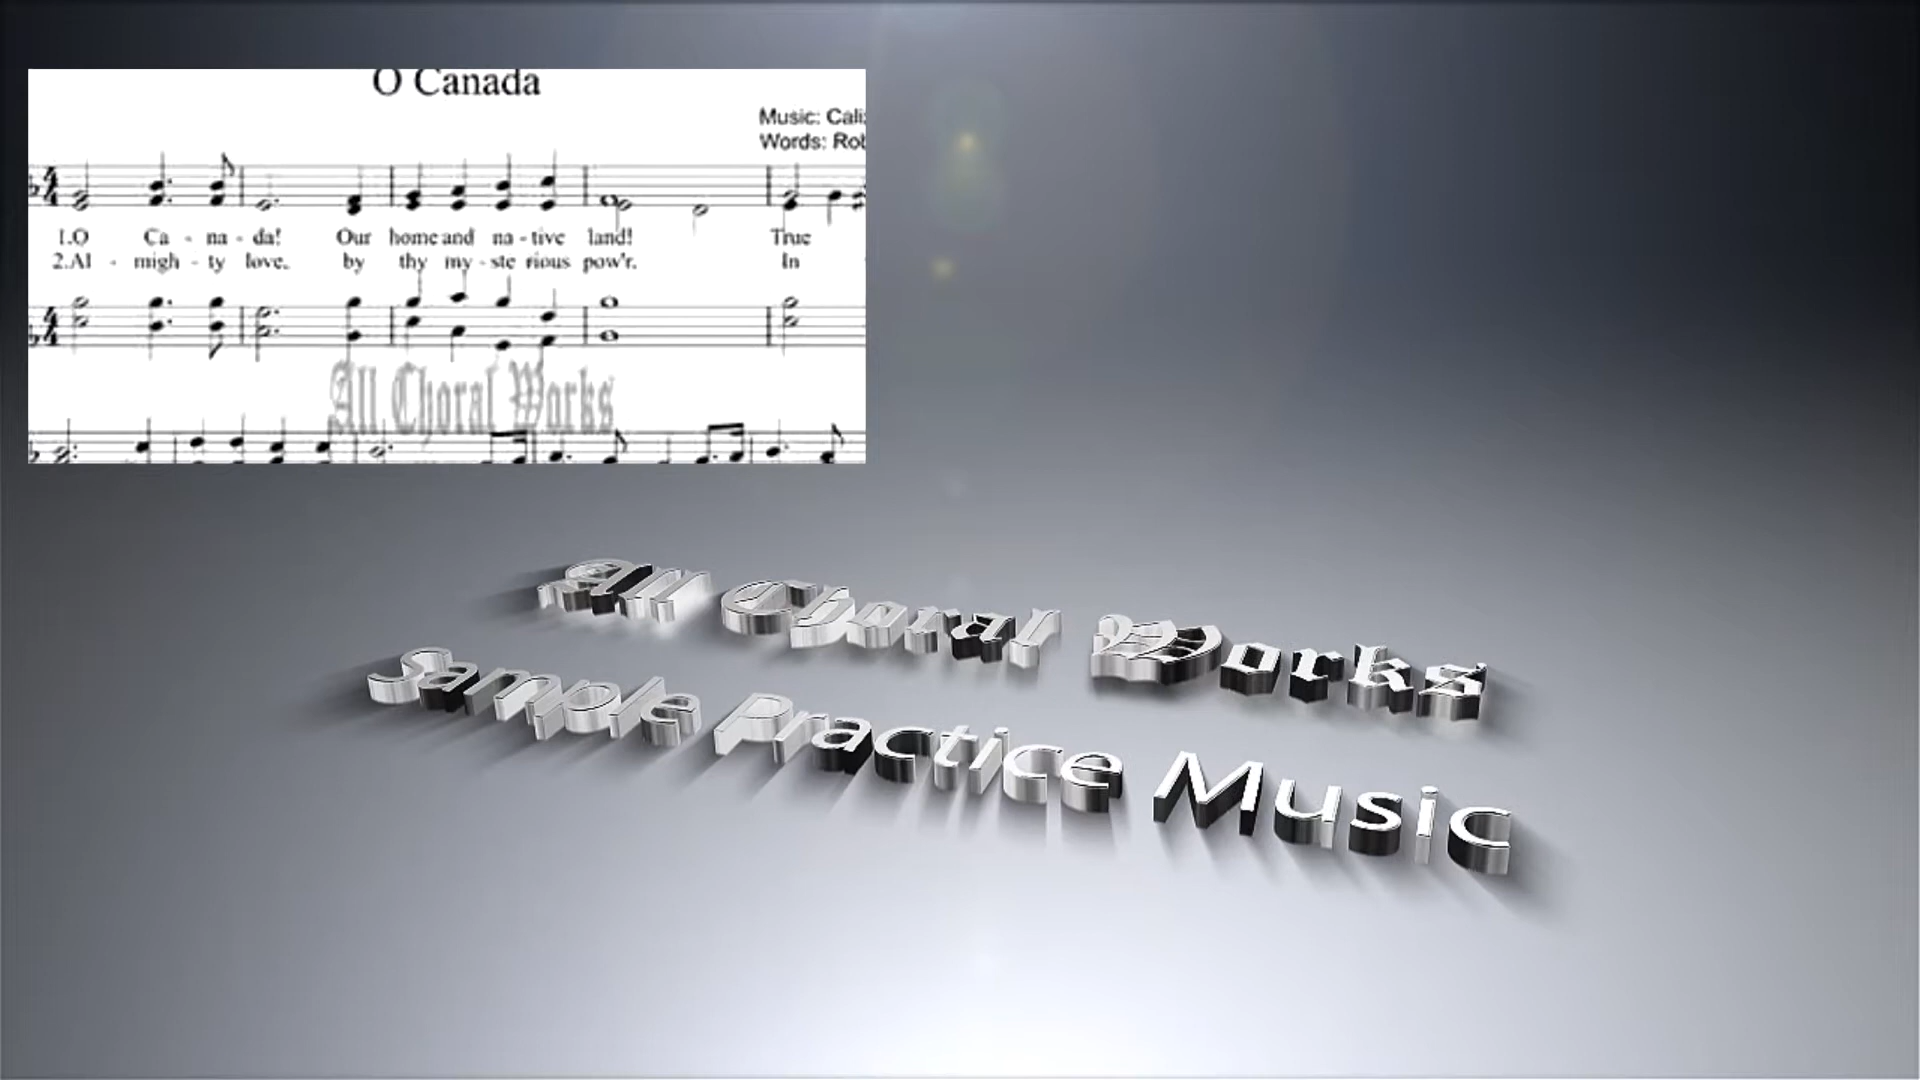 O Canada
Music: Cali
Words: Rob
1.O Ca - na - da! Our home and na - tive land! True
2.Al - migh - ty love, by thy my - ste rious pow'r. In
All Choral Works
All Choral Works
Sample Practice Music